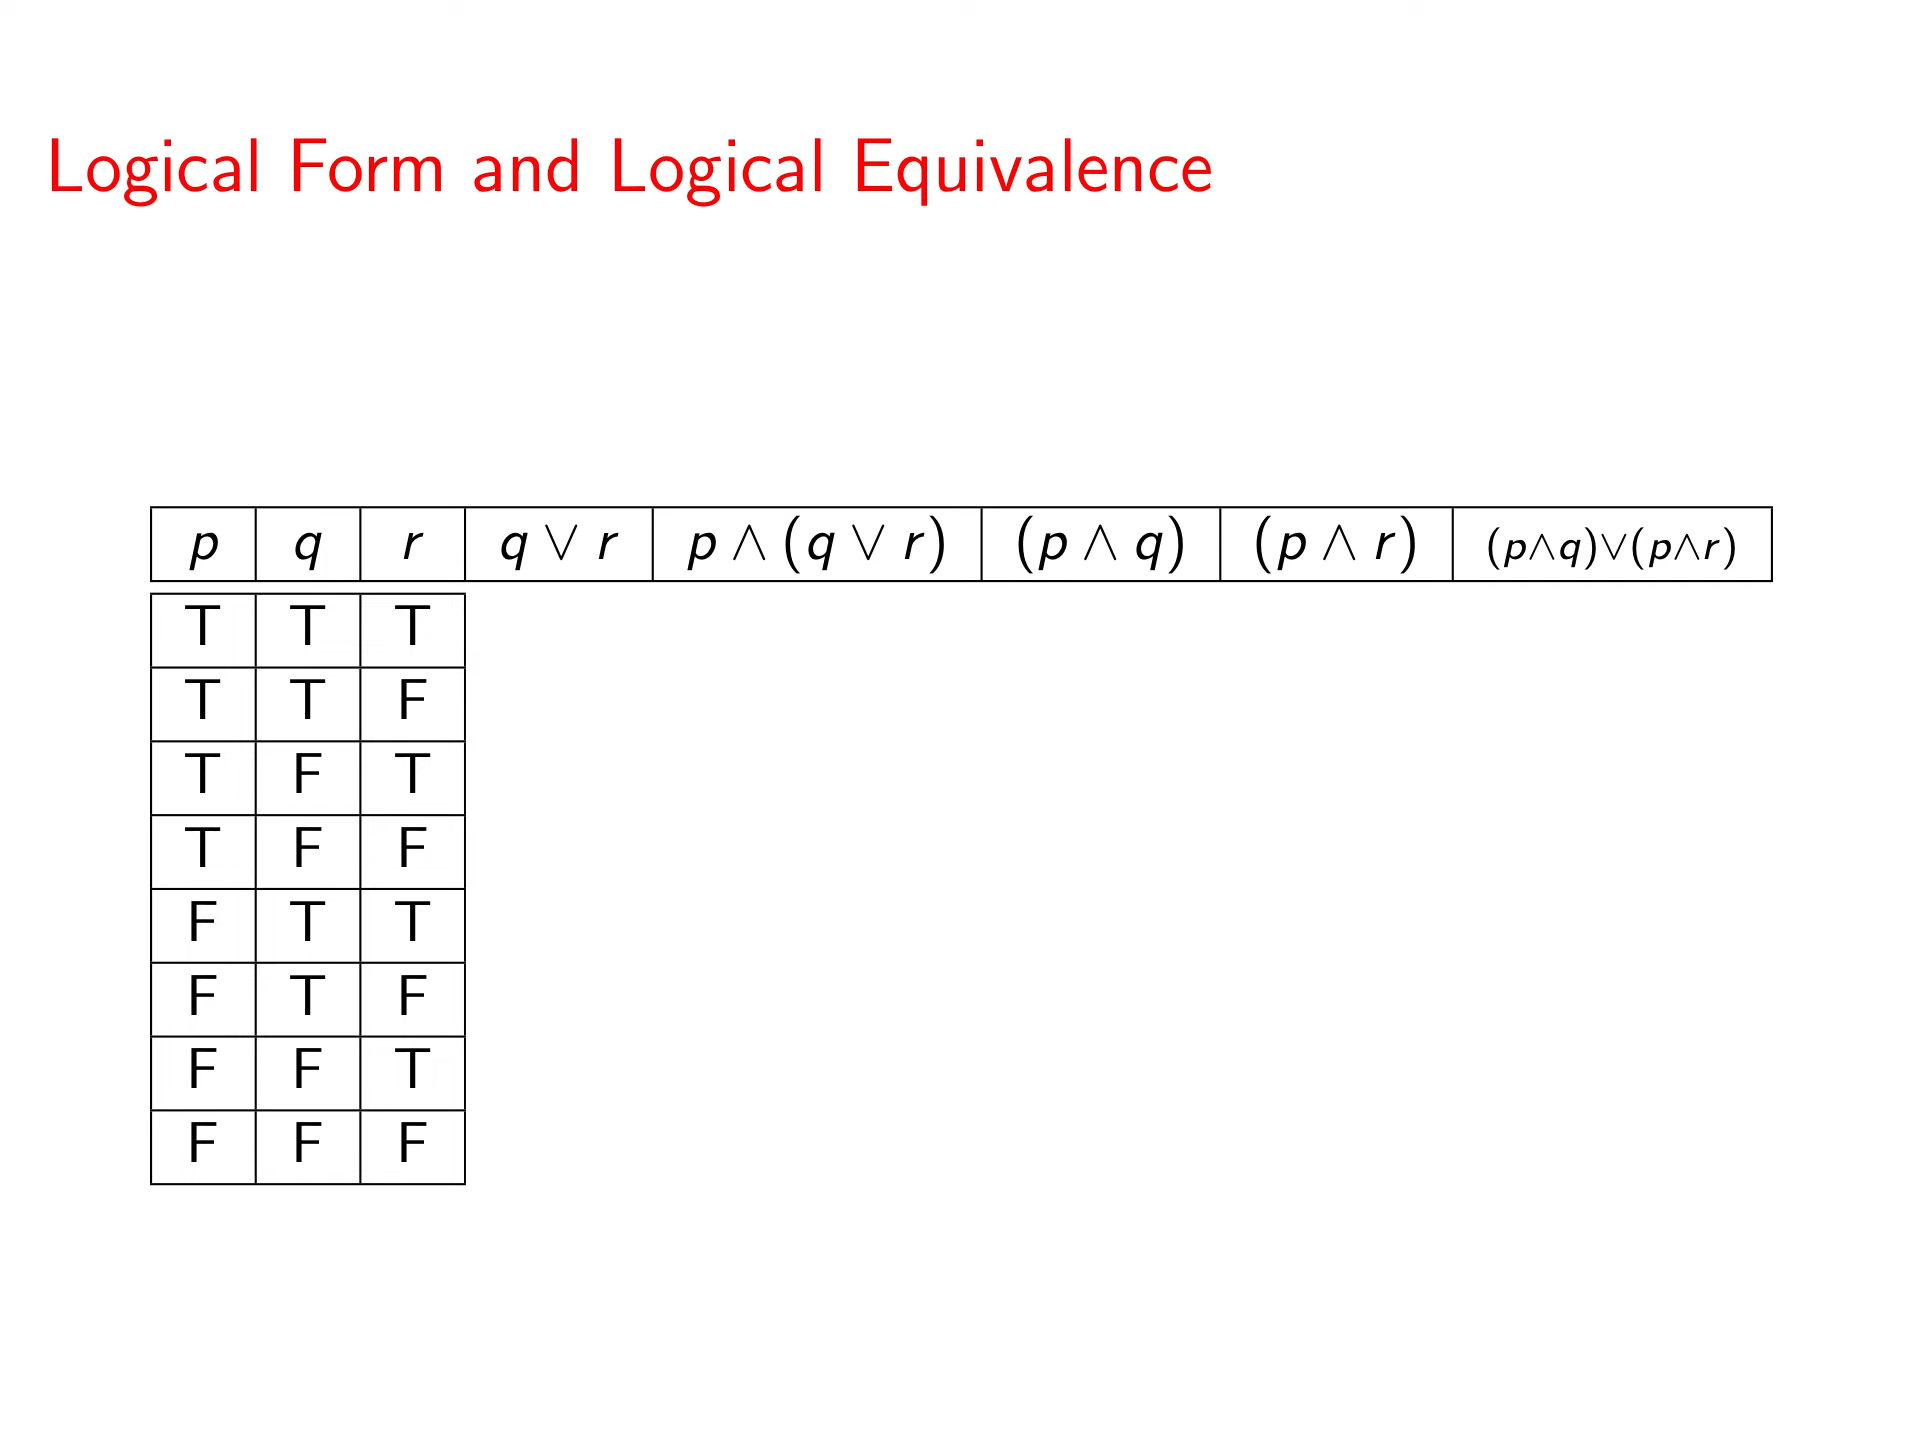 Logical Form and Logical Equivalence
p q r q ∨ r p ∧ (q ∨ r) (p ∧ q) (p ∧ r) (p∧q)∨(p∧r)
T T T
T T F
T F T
T F F
F T T
F T F
F F T
F F F